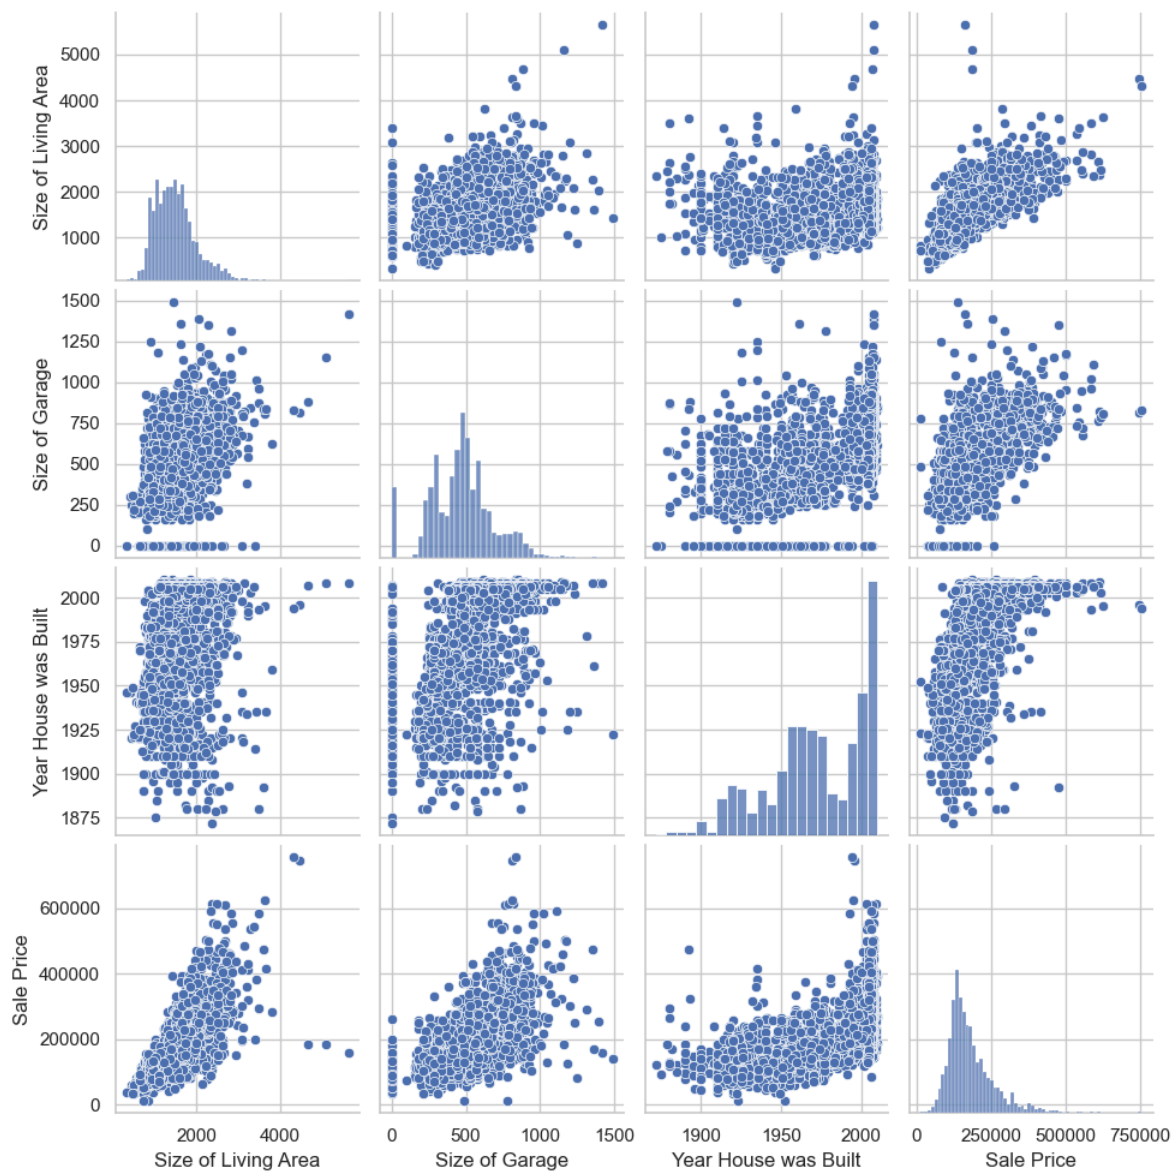 Size of Living Area
5000
4000
3000
2000
1000
Size of Garage
1500
1250
1000
750
500
250
0
Year House was Built
2000
1975
1950
1925
1900
1875
Sale Price
600000
400000
200000
0
2000 4000
0 500 1000 1500
1900 1950 2000
0 250000 500000 750000
Size of Living Area
Size of Garage
Year House was Built
Sale Price